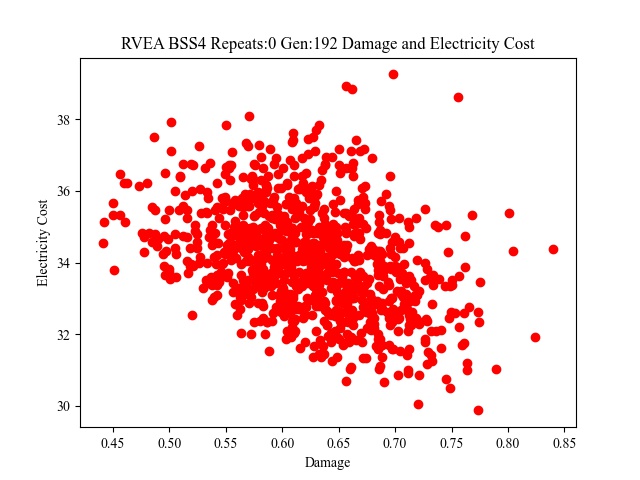 RVEA BSS4 Repeats:0 Gen:192 Damage and Electricity Cost
Electricity Cost
38
36
34
32
30
0.45 0.50 0.55 0.60 0.65 0.70 0.75 0.80 0.85
Damage